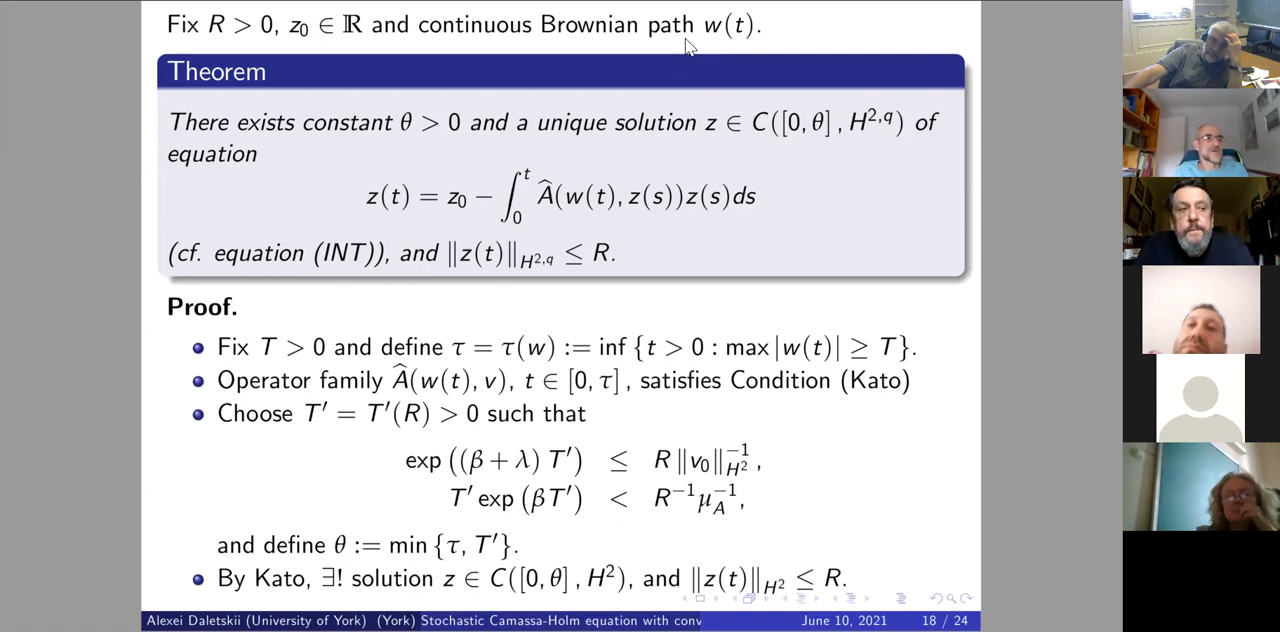 Fix R > 0, z₀ ∈ ℝ and continuous Brownian path w(t).
Theorem
There exists constant θ > 0 and a unique solution z ∈ C([0, θ] , H^{2,q}) of
equation
z(t) = z₀ − ∫₀ᵗ Â(w(t), z(s))z(s)ds
(cf. equation (INT)), and ‖z(t)‖_{H^{2,q}} ≤ R.
Proof.
Fix T > 0 and define τ = τ(w) := inf {t > 0 : max |w(t)| ≥ T}.
Operator family Â(w(t), v), t ∈ [0, τ] , satisfies Condition (Kato)
Choose T′ = T′(R) > 0 such that
exp ((β + λ) T′) ≤ R ‖v₀‖_{H²}^{−1} ,
T′ exp (βT′) < R^{−1} μ_A^{−1},
and define θ := min {τ, T′}.
By Kato, ∃! solution z ∈ C([0, θ] , H²), and ‖z(t)‖_{H²} ≤ R.
Alexei Daletskii (University of York) (York) Stochastic Camassa-Holm equation with conv June 10, 2021 18 / 24